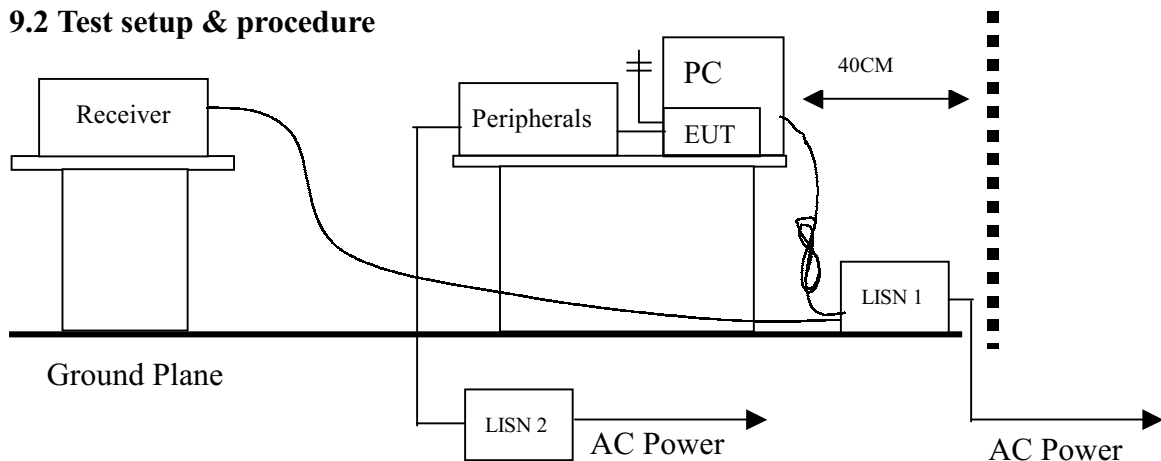 9.2 Test setup & procedure
Receiver
Peripherals
PC
EUT
40CM
LISN 1
Ground Plane
LISN 2
AC Power
AC Power